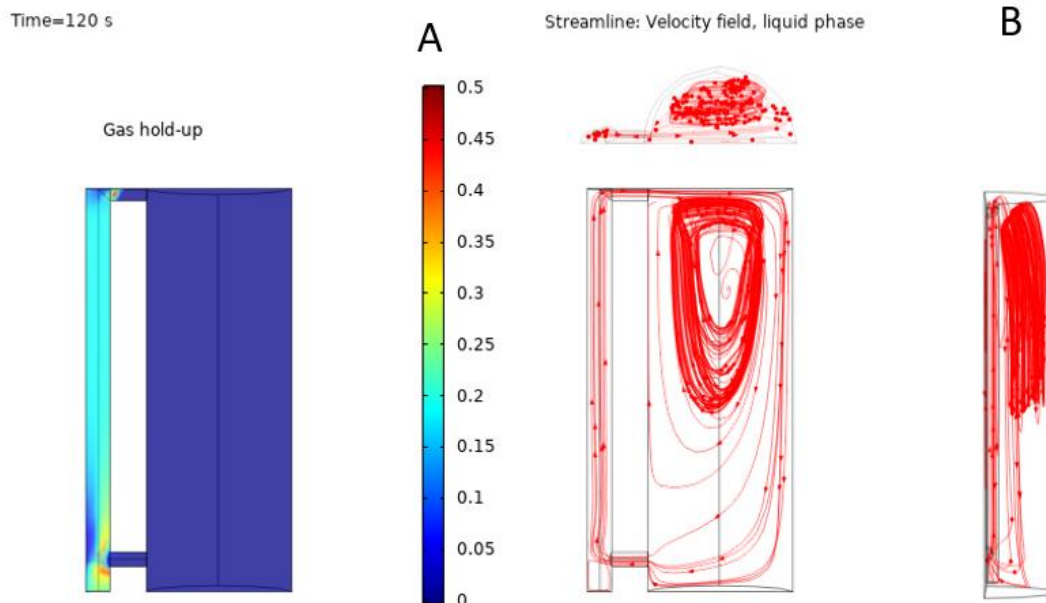 Time=120 s
A
Streamline: Velocity field, liquid phase
B
Gas hold-up
0.5
0.45
0.4
0.35
0.3
0.25
0.2
0.15
0.1
0.05
0